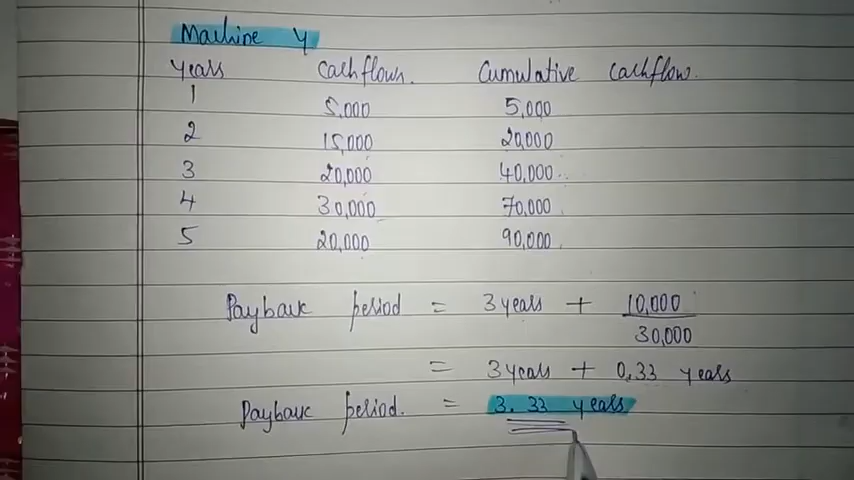 Machine Y
Years Cashflows. Cumulative Cashflow.
1 5,000 5,000
2 15,000 20,000
3 20,000 40,000
4 30,000 70,000
5 20,000 90,000
Payback period = 3 years + 10,000
30,000
= 3 years + 0.33 years
Payback period. = 3.33 years